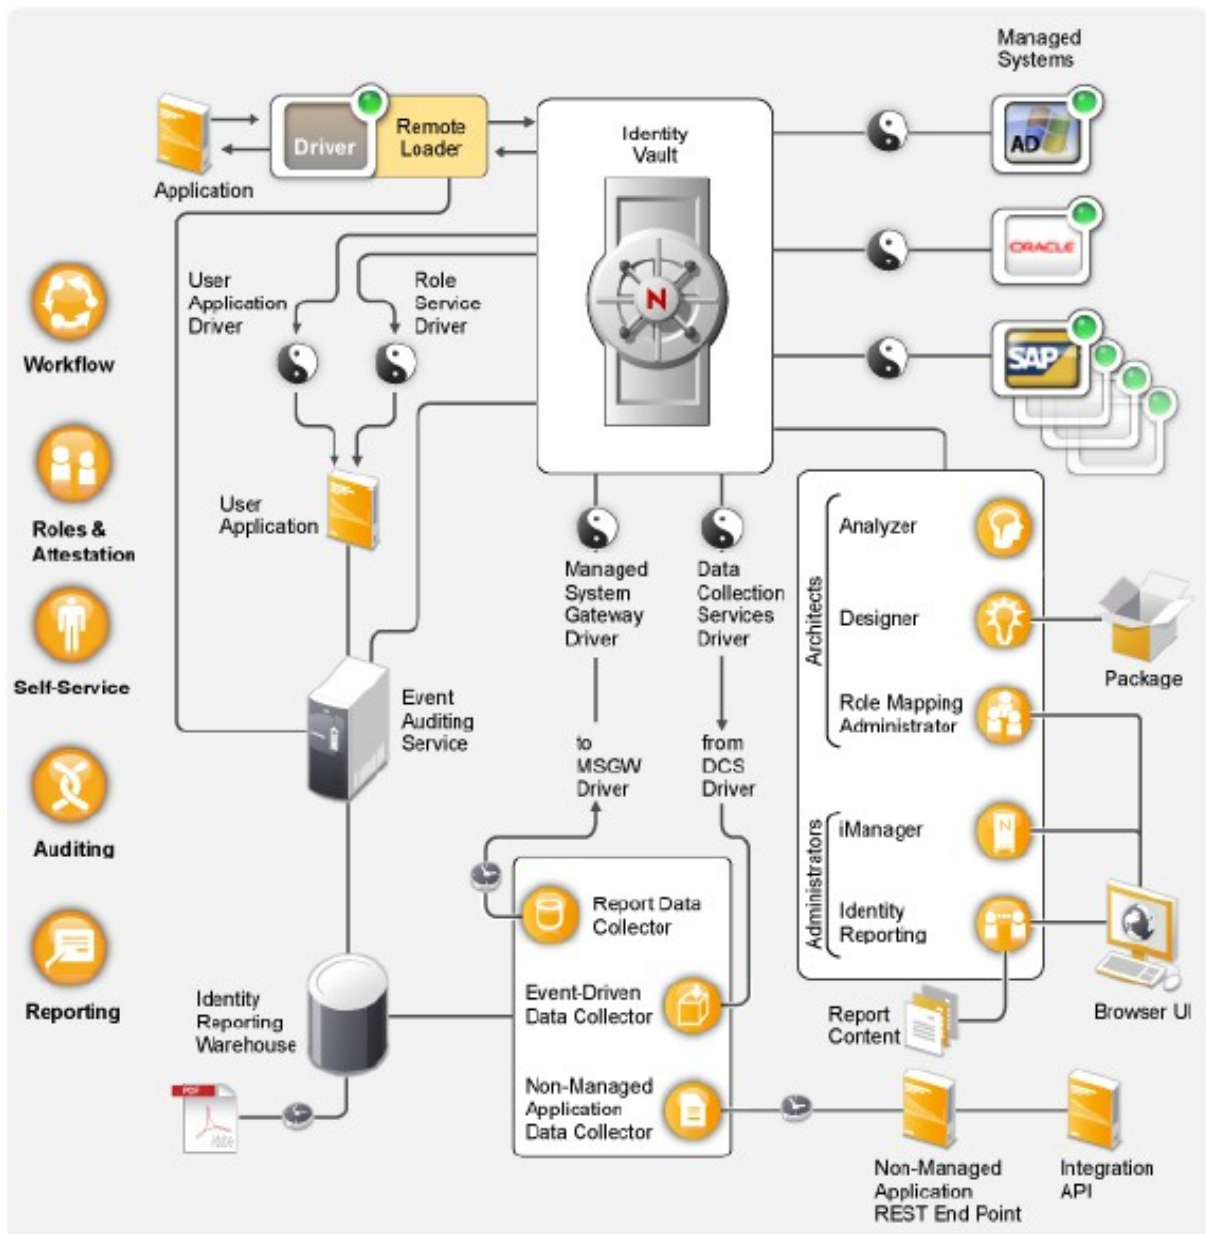 Managed
Systems
Application
Driver
Remote
Loader
Identity
Vault
N
AD
ORACLE
SAP
User
Application
Driver
Role
Service
Driver
Workflow
Roles &
Attestation
Self-Service
Auditing
Reporting
User
Application
Event
Auditing
Service
Managed
System
Gateway
Driver
Data
Collection
Services
Driver
to
MSGW
Driver
from
DCS
Driver
Architects
Analyzer
Designer
Role Mapping
Administrator
Package
Administrators
iManager
N
Identity
Reporting
Browser UI
Report
Content
Report Data
Collector
Event-Driven
Data Collector
Non-Managed
Application
Data Collector
Identity
Reporting
Warehouse
PDF
Adobe
Non-Managed
Application
REST End Point
Integration
API